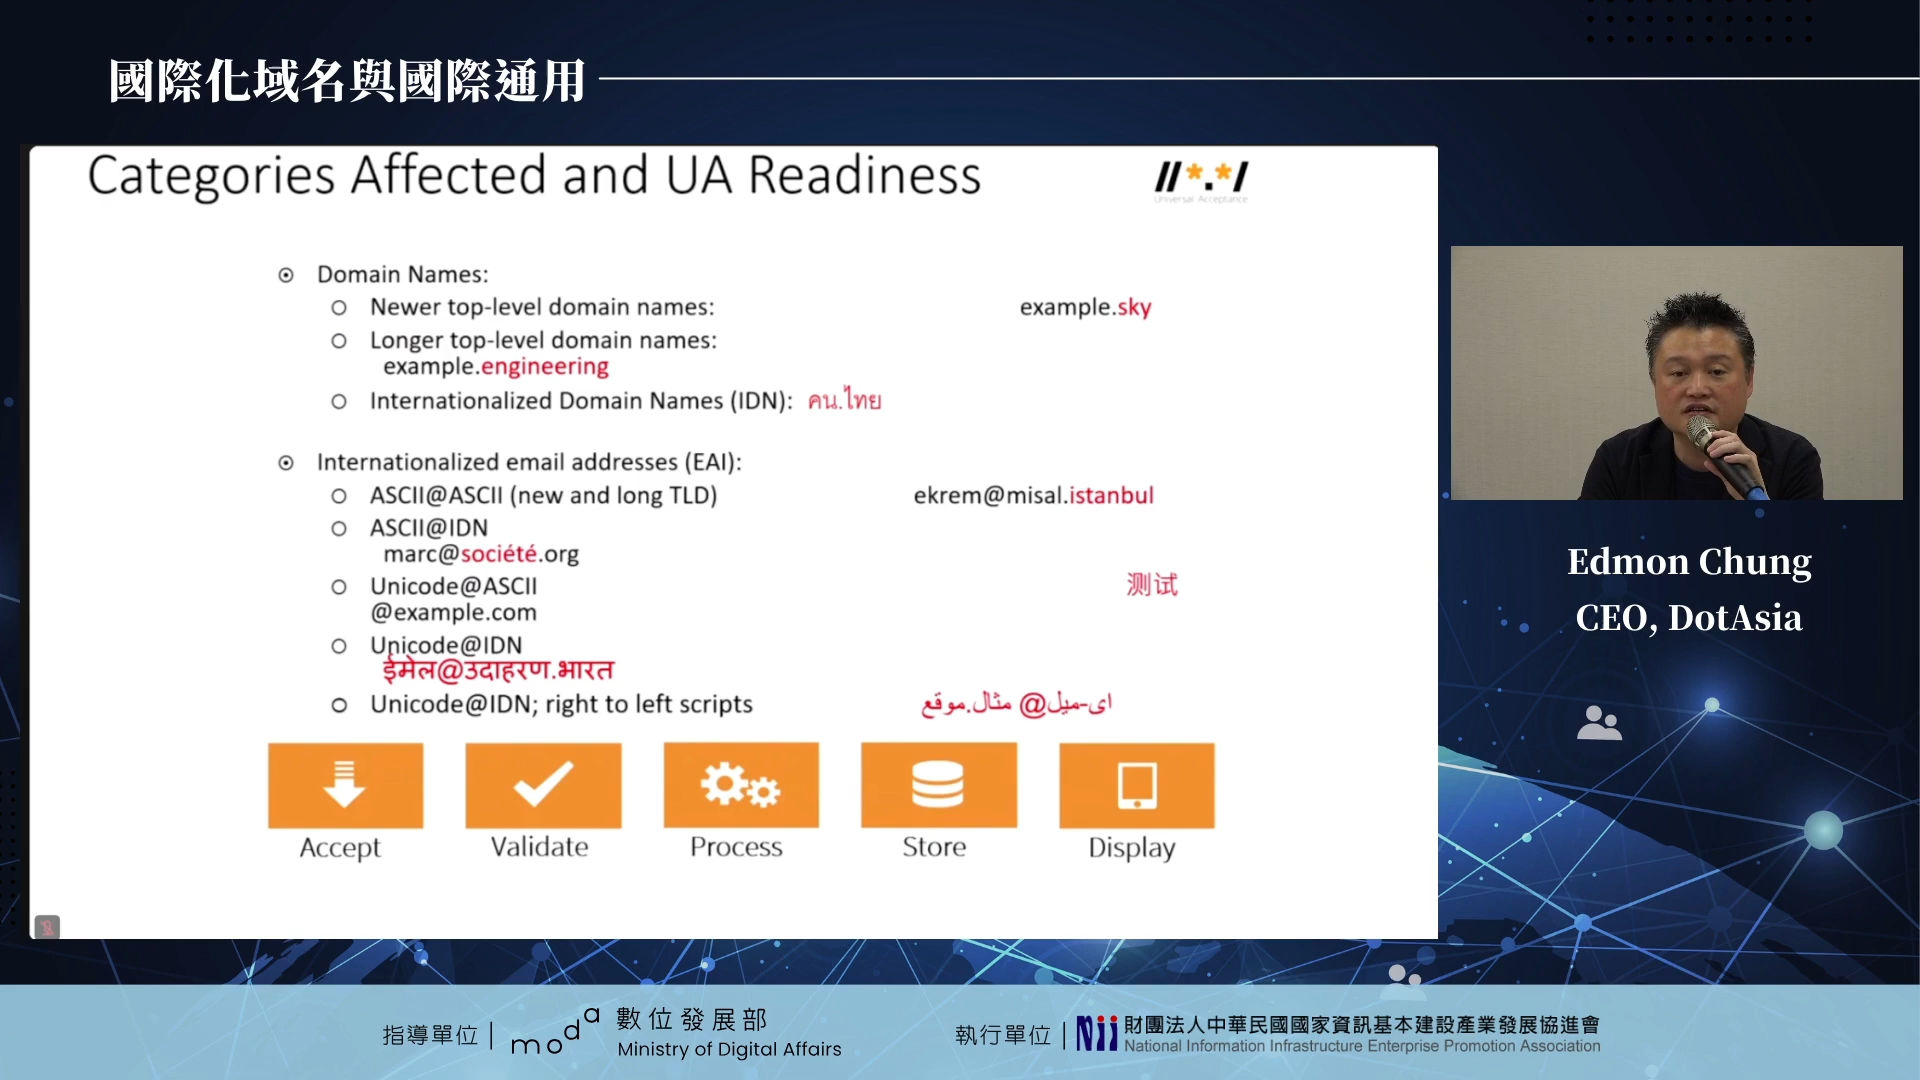 國際化域名與國際通用
Categories Affected and UA Readiness
//*.*/
Universal Acceptance
Domain Names:
Newer top-level domain names: example.sky
Longer top-level domain names:
example.engineering
Internationalized Domain Names (IDN): คน.ไทย
Internationalized email addresses (EAI):
ASCII@ASCII (new and long TLD) ekrem@misal.istanbul
ASCII@IDN
marc@société.org
Unicode@ASCII 测试
@example.com
Unicode@IDN
ईमेल@उदाहरण.भारत
Unicode@IDN; right to left scripts ای-میل@ مثال.موقع
Accept
Validate
Process
Store
Display
Edmon Chung
CEO, DotAsia
指導單位
moda
數位發展部
Ministry of Digital Affairs
執行單位
Nii
財團法人中華民國國家資訊基本建設產業發展協進會
National Information Infrastructure Enterprise Promotion Association